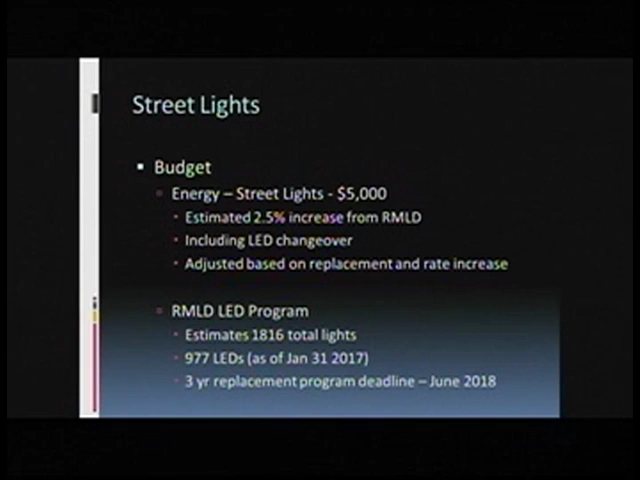 Street Lights
Budget
Energy – Street Lights - $5,000
Estimated 2.5% increase from RMLD
Including LED changeover
Adjusted based on replacement and rate increase
RMLD LED Program
Estimates 1816 total lights
977 LEDs (as of Jan 31 2017)
3 yr replacement program deadline – June 2018